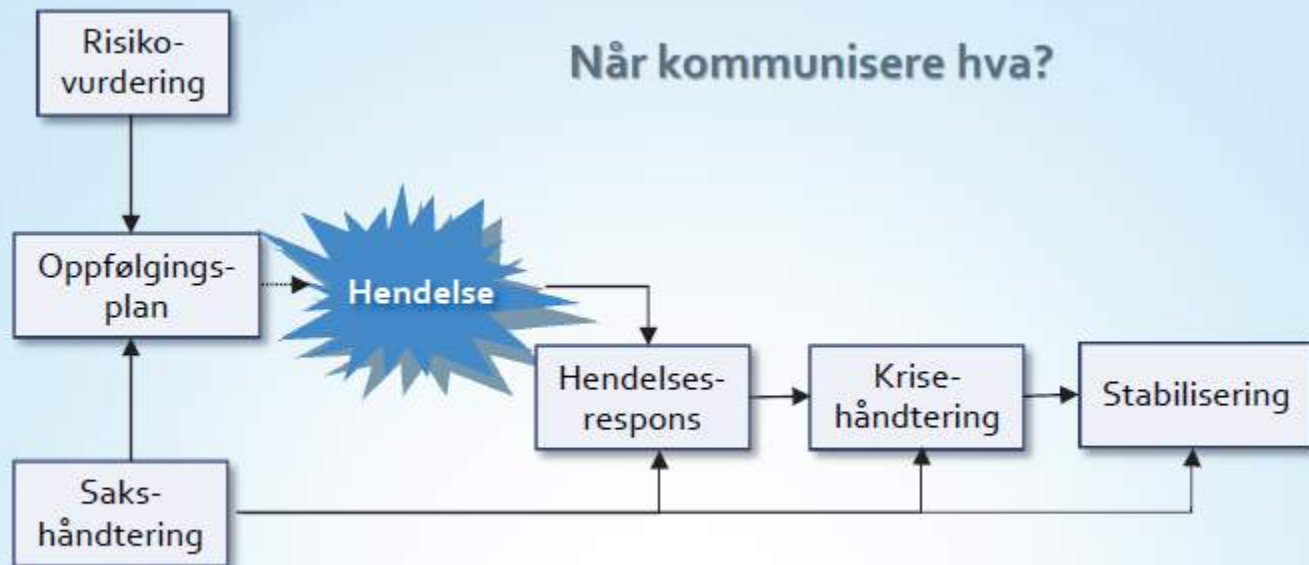 Risiko-
vurdering
Når kommunisere hva?
Oppfølgings-
plan
Hendelse
Hendelses-
respons
Krise-
håndtering
Stabilisering
Saks-
håndtering